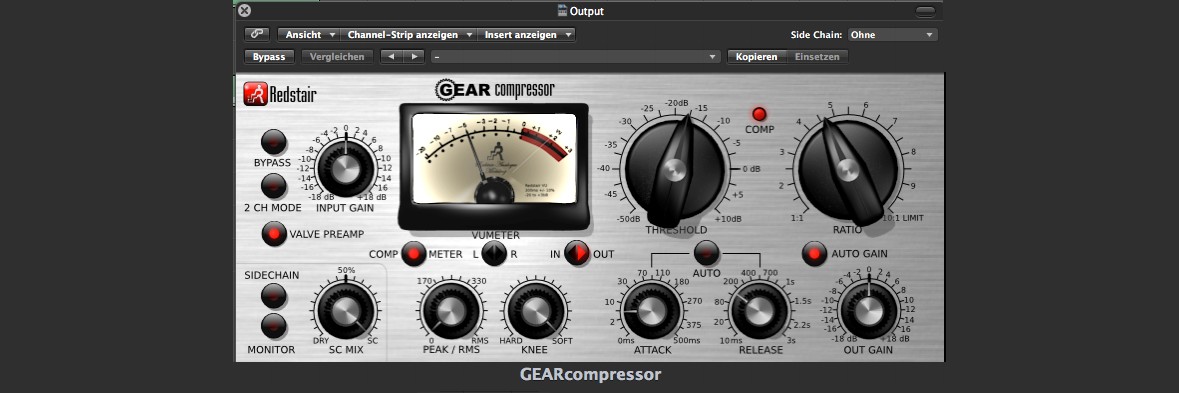 Output
Ansicht Channel-Strip anzeigen Insert anzeigen Side Chain: Ohne
Bypass Vergleichen – Kopieren Einsetzen
Redstair
GEAR compressor
-20 -10 -7 -5 -3 -2 -1 0 +1 +2 +3
BYPASS
2 CH MODE
VALVE PREAMP
-18 dB -16 -14 -12 -10 -8 -6 -4 -2 0 2 4 6 8 10 12 14 16 +18 dB
INPUT GAIN
VUMETER
COMP METER L R IN OUT
-50dB -45 -40 -35 -30 -25 -20dB -15 -10 -5 0 dB +5 +10dB
THRESHOLD
COMP
1:1 2 3 4 5 6 7 8 9 10:1 LIMIT
RATIO
AUTO
AUTO GAIN
SIDECHAIN
MONITOR
50%
DRY SC
SC MIX
170 330
0 RMS
PEAK / RMS
HARD SOFT
KNEE
0ms 2 10 30 70 110 180 270 375 500ms
ATTACK
10ms 20 80 200 400 700 1s 1.5s 2.2s 3s
RELEASE
-18 dB -16 -14 -12 -10 -8 -6 -4 -2 0 2 4 6 8 10 12 14 16 +18 dB
OUT GAIN
GEARcompressor